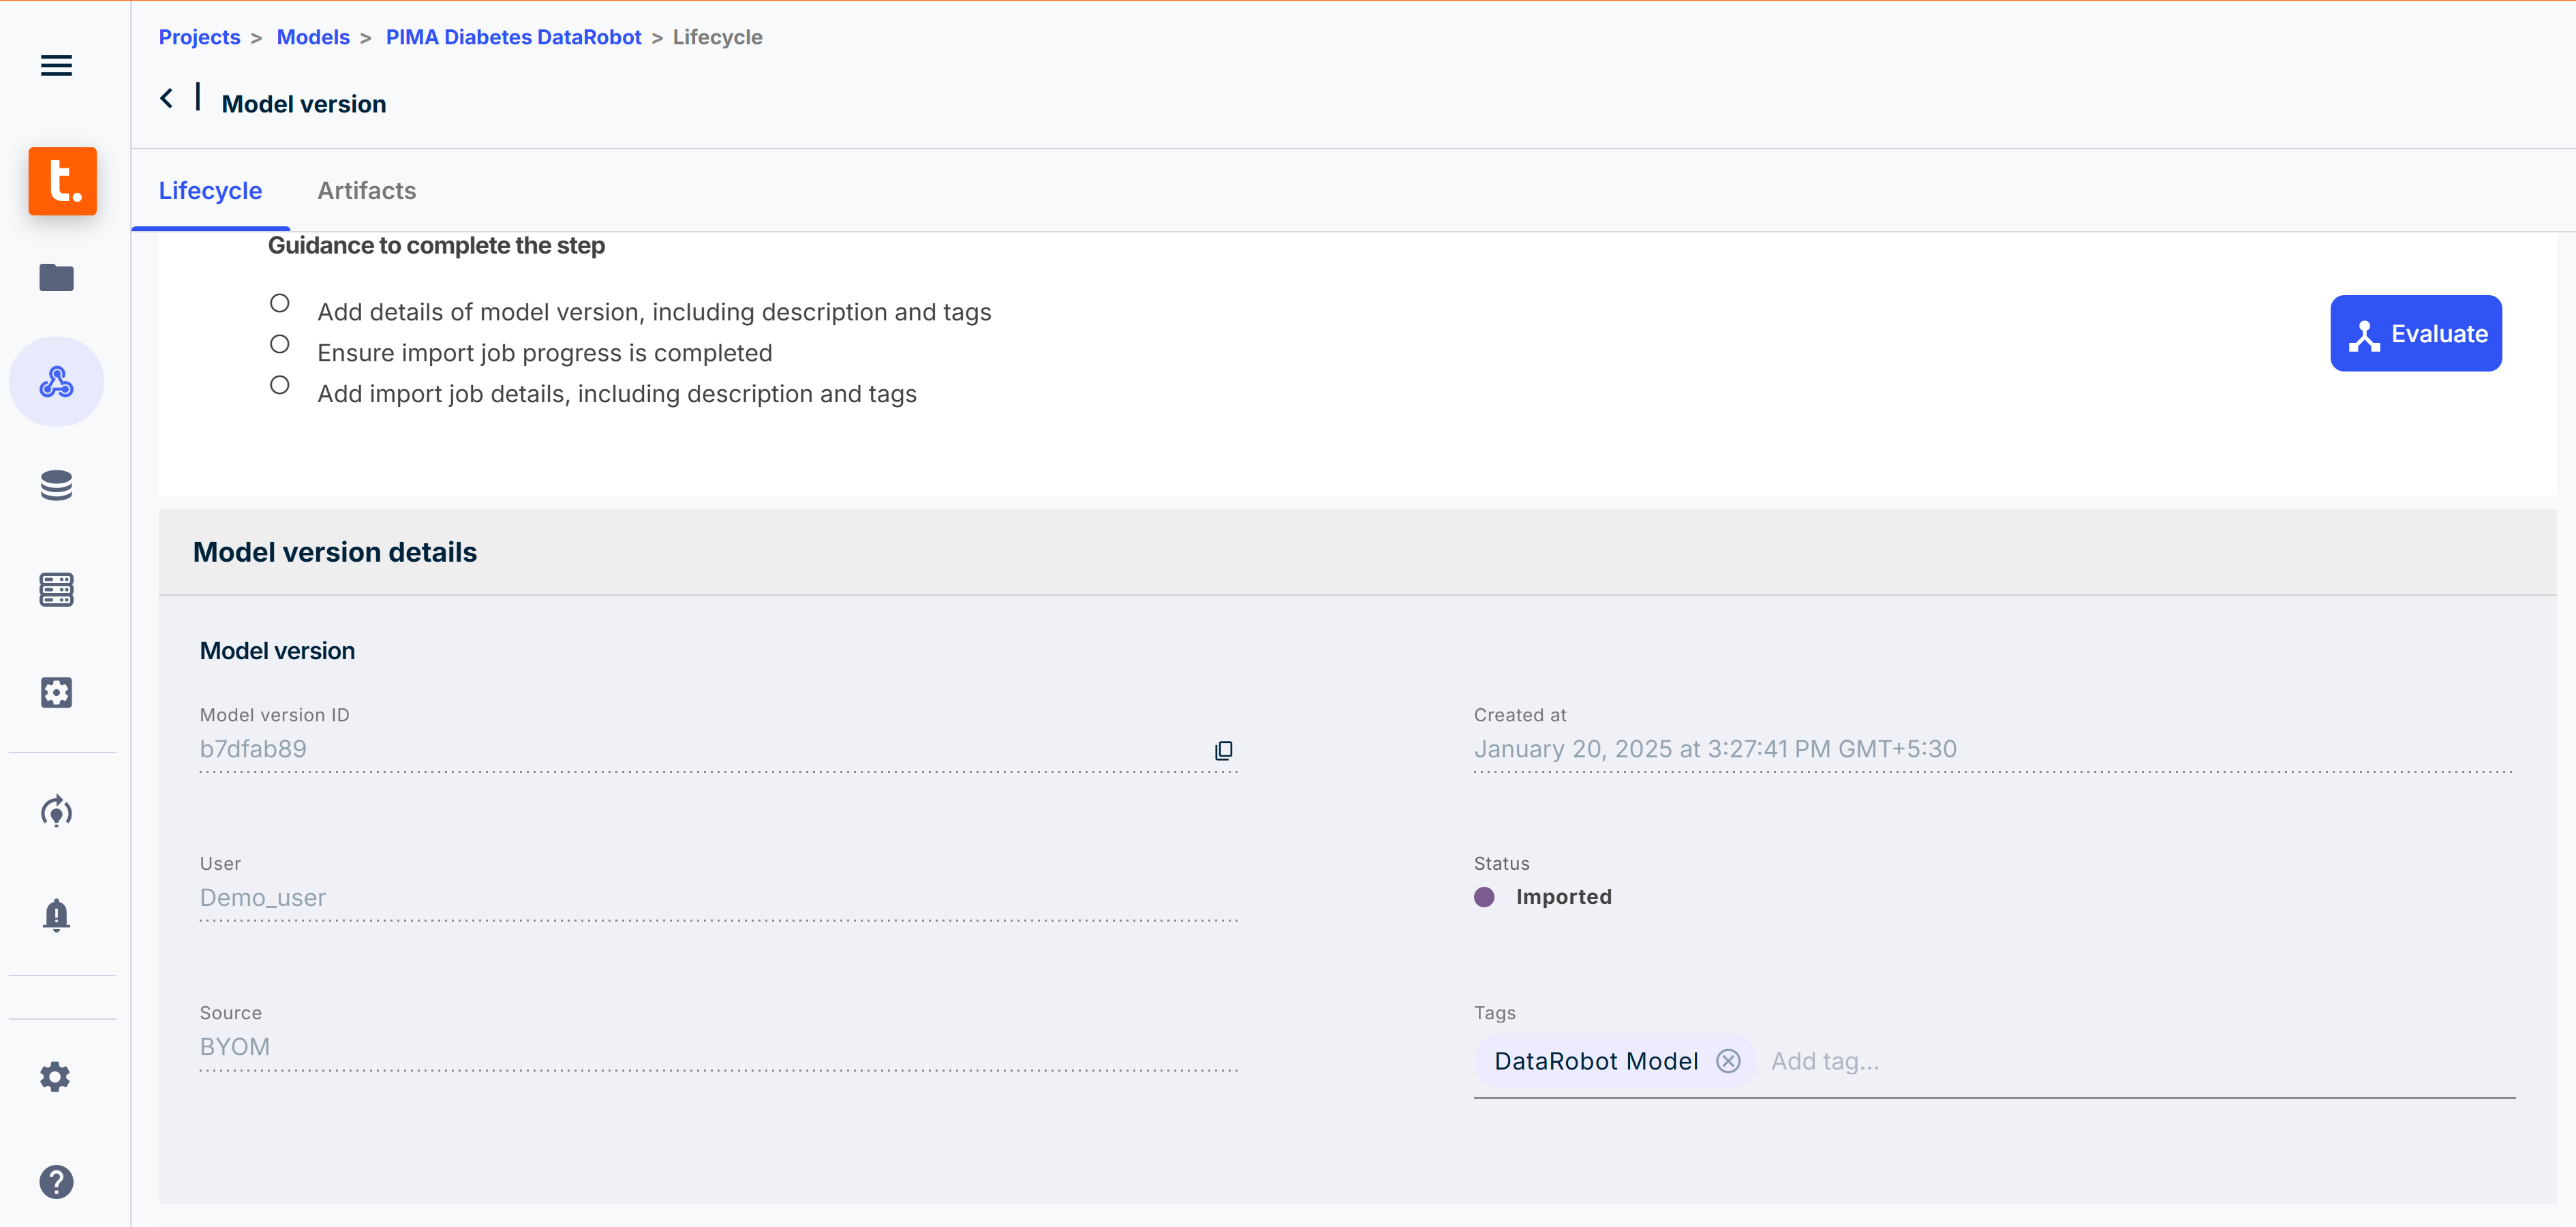 Projects > Models > PIMA Diabetes DataRobot > Lifecycle
Model version
t.
Lifecycle Artifacts
Guidance to complete the step
Add details of model version, including description and tags
Ensure import job progress is completed
Add import job details, including description and tags
Evaluate
Model version details
Model version
Model version ID
b7dfab89
Created at
January 20, 2025 at 3:27:41 PM GMT+5:30
User
Demo_user
Status
Imported
Source
BYOM
Tags
DataRobot Model Add tag...